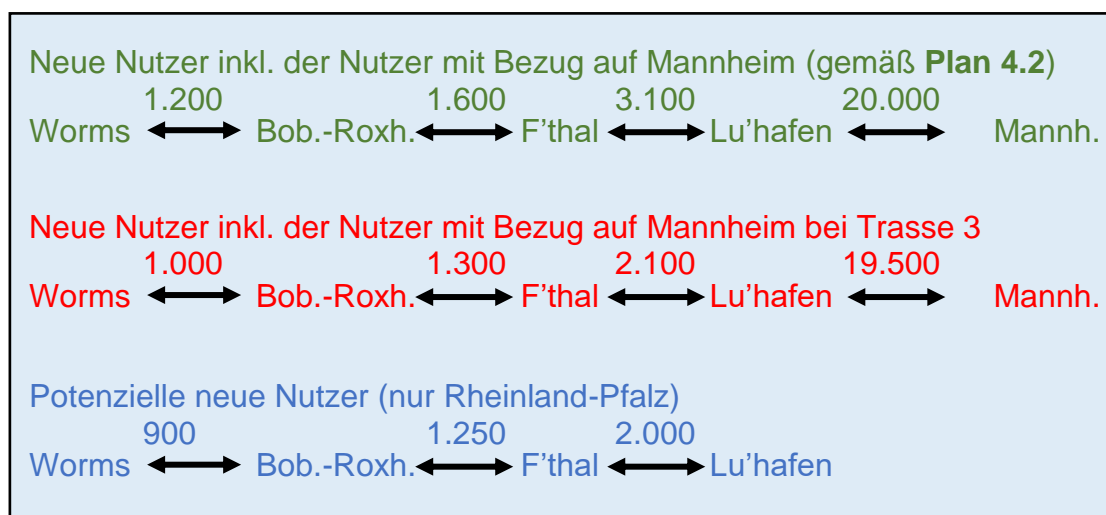 Neue Nutzer inkl. der Nutzer mit Bezug auf Mannheim (gemäß Plan 4.2)
1.200 1.600 3.100 20.000
Worms Bob.-Roxh. F'thal Lu'hafen Mannh.
Neue Nutzer inkl. der Nutzer mit Bezug auf Mannheim bei Trasse 3
1.000 1.300 2.100 19.500
Worms Bob.-Roxh. F'thal Lu'hafen Mannh.
Potenzielle neue Nutzer (nur Rheinland-Pfalz)
900 1.250 2.000
Worms Bob.-Roxh. F'thal Lu'hafen